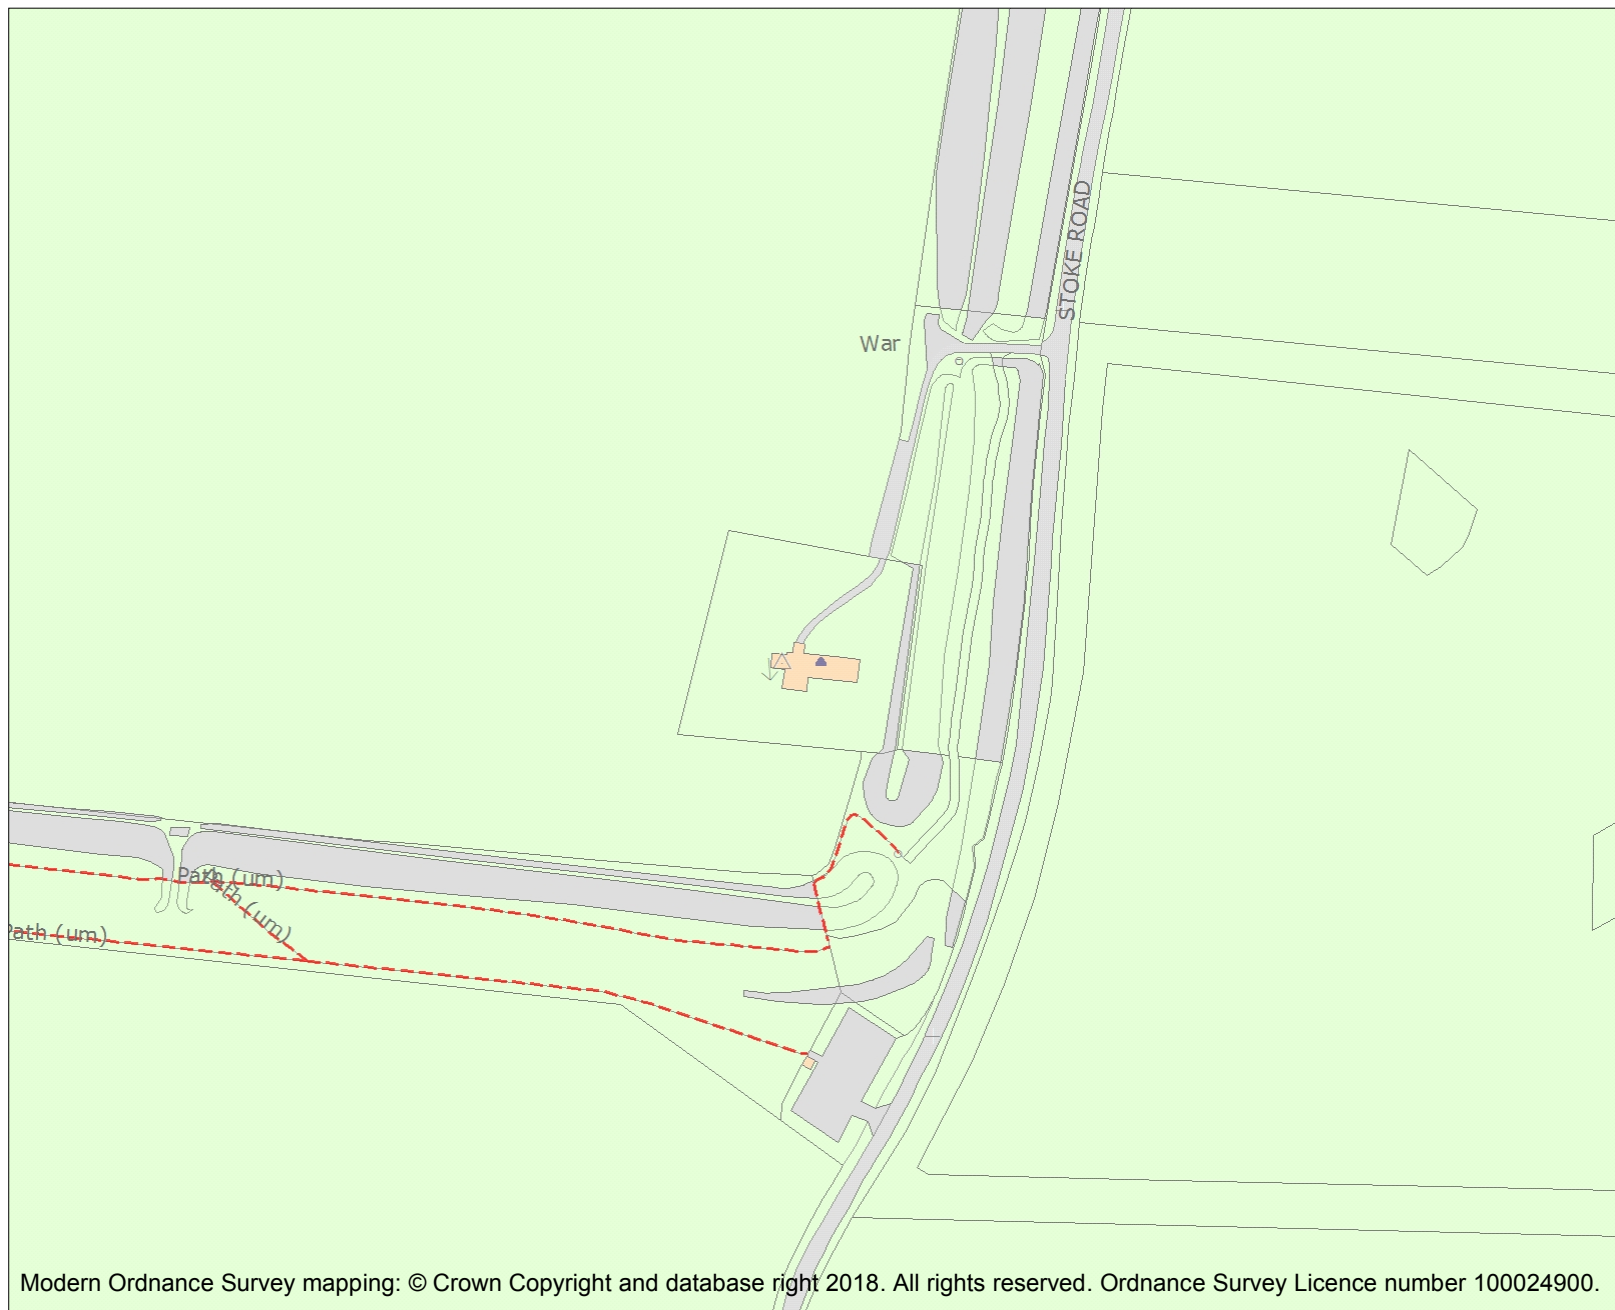 STOKE ROAD
War
Path (um)
Path (um)
Path (um)
Modern Ordnance Survey mapping: © Crown Copyright and database right 2018. All rights reserved. Ordnance Survey Licence number 100024900.